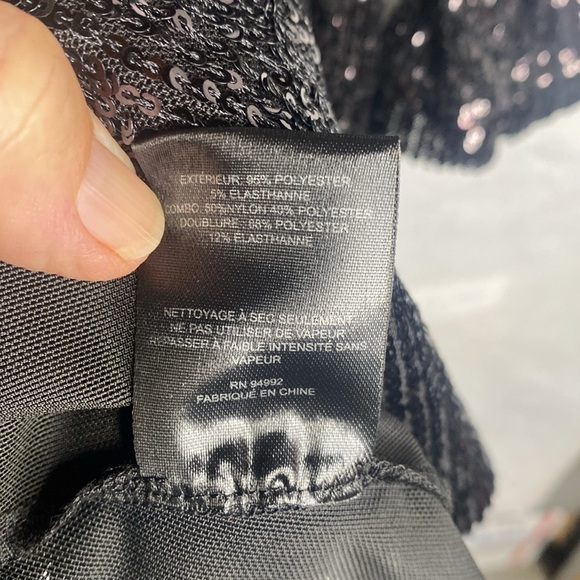 EXTÉRIEUR: 95% POLYESTER
5% ÉLASTHANNE
COMBO: 60%NYLON 40% POLYESTER
DOUBLURE : 88% POLYESTER
12% ÉLASTHANNE
NETTOYAGE À SEC SEULEMENT
NE PAS UTILISER DE VAPEUR
REPASSER À FAIBLE INTENSITÉ SANS
VAPEUR
RN 94992
FABRIQUÉ EN CHINE